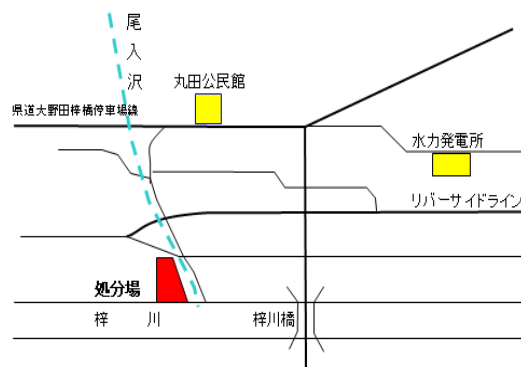 尾入沢
丸田公民館
県道大野田梓橋停車場線
水力発電所
リバーサイドライン
処分場
梓川
梓川橋